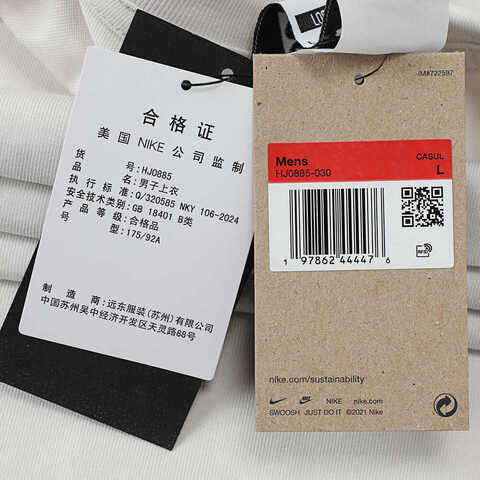 LOO
合格证
美国 NIKE 公司监制
货号:HJ0885
品名:男子上衣
执行标准:Q/320585 NKY 106-2024
安全技术类别:GB 18401 B类
产品等级:合格品
号型:175/92A
制造商:远东服装(苏州)有限公司
中国苏州吴中经济开发区天灵路88号
IM#722597
Mens
HJ0885-030
CASUL
L
1 97862 44447 6
RFID
nike.com/sustainability
NIKE nike.com
SWOOSH JUST DO IT ©2021 Nike